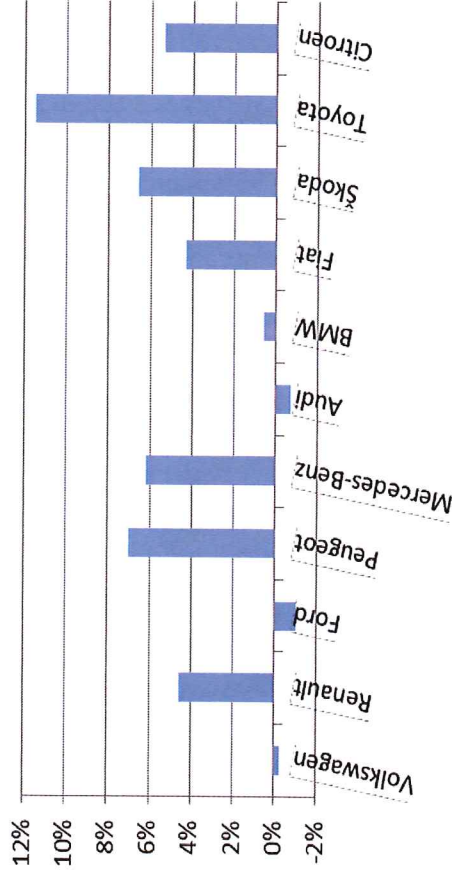 12%
10%
8%
6%
4%
2%
0%
-2%
Volkswagen
Renault
Ford
Peugeot
Mercedes-Benz
Audi
BMW
Fiat
Škoda
Toyota
Citroen